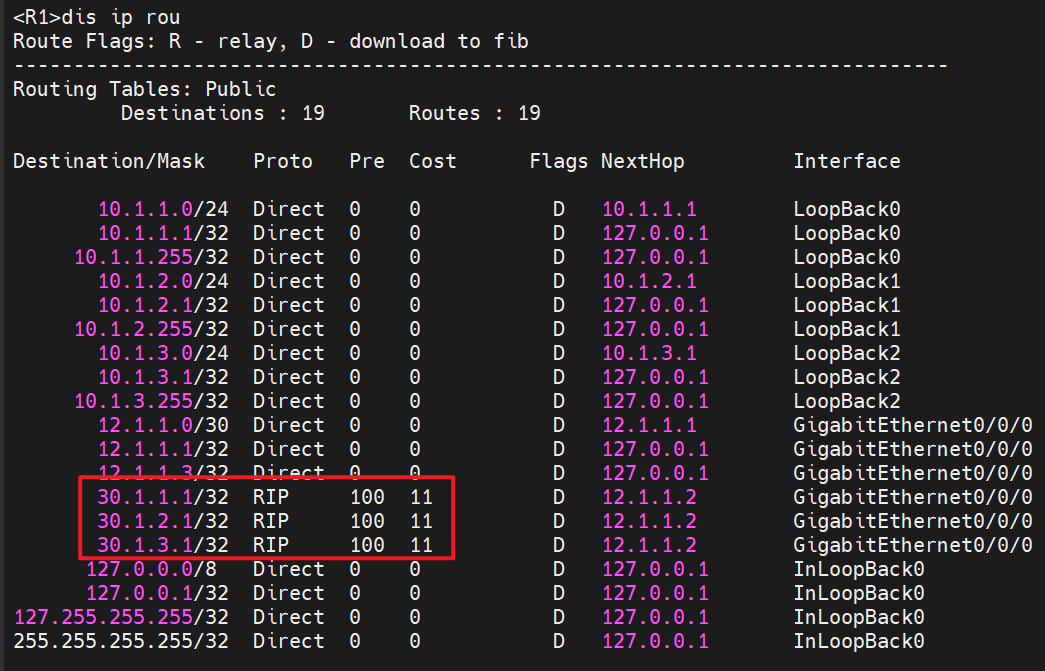 <R1>dis ip rou
Route Flags: R - relay, D - download to fib
------------------------------------------------------------------------------
Routing Tables: Public
         Destinations : 19       Routes : 19

Destination/Mask    Proto   Pre  Cost      Flags NextHop         Interface

       10.1.1.0/24  Direct  0    0           D   10.1.1.1        LoopBack0
       10.1.1.1/32  Direct  0    0           D   127.0.0.1       LoopBack0
     10.1.1.255/32  Direct  0    0           D   127.0.0.1       LoopBack0
       10.1.2.0/24  Direct  0    0           D   10.1.2.1        LoopBack1
       10.1.2.1/32  Direct  0    0           D   127.0.0.1       LoopBack1
     10.1.2.255/32  Direct  0    0           D   127.0.0.1       LoopBack1
       10.1.3.0/24  Direct  0    0           D   10.1.3.1        LoopBack2
       10.1.3.1/32  Direct  0    0           D   127.0.0.1       LoopBack2
     10.1.3.255/32  Direct  0    0           D   127.0.0.1       LoopBack2
       12.1.1.0/30  Direct  0    0           D   12.1.1.1        GigabitEthernet0/0/0
       12.1.1.1/32  Direct  0    0           D   127.0.0.1       GigabitEthernet0/0/0
       12.1.1.3/32  Direct  0    0           D   127.0.0.1       GigabitEthernet0/0/0
       30.1.1.1/32  RIP     100  11          D   12.1.1.2        GigabitEthernet0/0/0
       30.1.2.1/32  RIP     100  11          D   12.1.1.2        GigabitEthernet0/0/0
       30.1.3.1/32  RIP     100  11          D   12.1.1.2        GigabitEthernet0/0/0
      127.0.0.0/8   Direct  0    0           D   127.0.0.1       InLoopBack0
      127.0.0.1/32  Direct  0    0           D   127.0.0.1       InLoopBack0
127.255.255.255/32  Direct  0    0           D   127.0.0.1       InLoopBack0
255.255.255.255/32  Direct  0    0           D   127.0.0.1       InLoopBack0